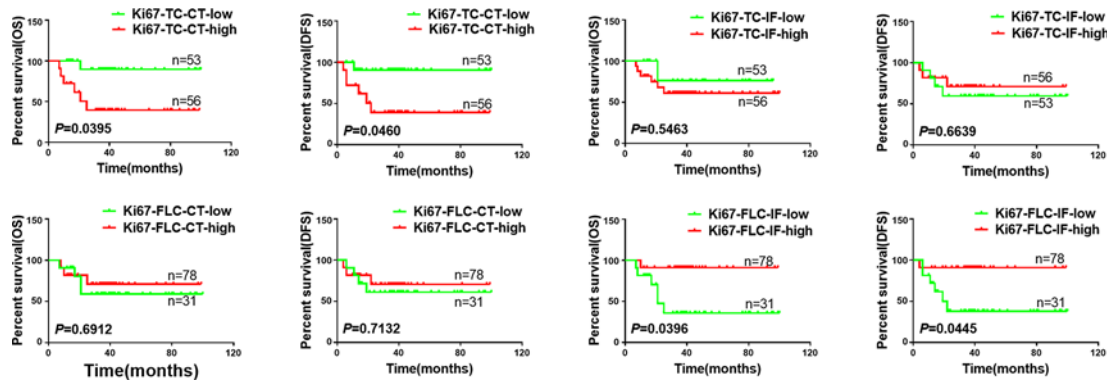 Ki67-TC-CT-low
Ki67-TC-CT-high
Percent survival(OS)
150
100
50
0
40
80
120
n=53
n=56
P=0.0395
Time(months)
Ki67-TC-CT-low
Ki67-TC-CT-high
Percent survival(DFS)
150
100
50
0
40
80
120
n=53
n=56
P=0.0460
Time(months)
Ki67-TC-IF-low
Ki67-TC-IF-high
Percent survival(OS)
150
100
50
0
40
80
120
n=53
n=56
P=0.5463
Time(months)
Ki67-TC-IF-low
Ki67-TC-IF-high
Percent survival(DFS)
150
100
50
0
40
80
120
n=56
n=53
P=0.6639
Time(months)
Ki67-FLC-CT-low
Ki67-FLC-CT-high
Percent survival(OS)
150
100
50
0
40
80
120
n=78
n=31
P=0.6912
Time(months)
Ki67-FLC-CT-low
Ki67-FLC-CT-high
Percent survival(DFS)
150
100
50
0
40
80
120
n=78
n=31
P=0.7132
Time(months)
Ki67-FLC-IF-low
Ki67-FLC-IF-high
Percent survival(OS)
150
100
50
0
40
80
120
n=78
n=31
P=0.0396
Time(months)
Ki67-FLC-IF-low
Ki67-FLC-IF-high
Percent survival(DFS)
150
100
50
0
40
80
120
n=78
n=31
P=0.0445
Time(months)